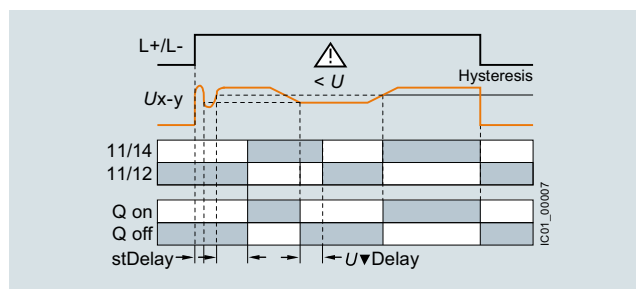 L+/L-
< U
Hysteresis
Ux-y
11/14
11/12
Q on
Q off
stDelay
U▼Delay
IC01_00007